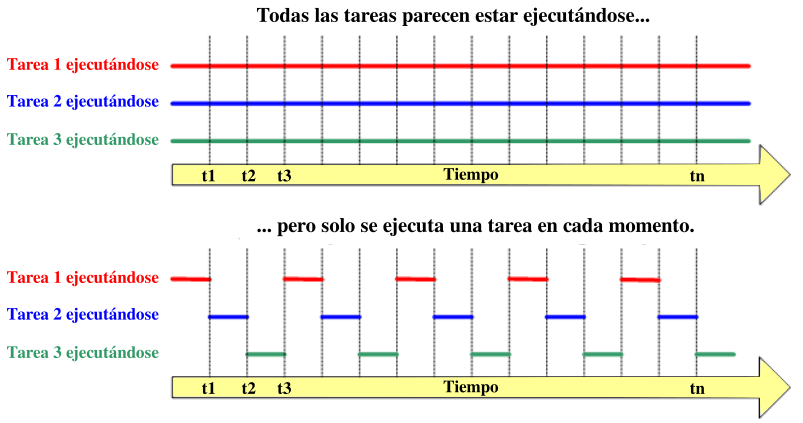 Todas las tareas parecen estar ejecutándose...
Tarea 1 ejecutándose
Tarea 2 ejecutándose
Tarea 3 ejecutándose
t1 t2 t3 Tiempo tn
... pero solo se ejecuta una tarea en cada momento.
Tarea 1 ejecutándose
Tarea 2 ejecutándose
Tarea 3 ejecutándose
t1 t2 t3 Tiempo tn